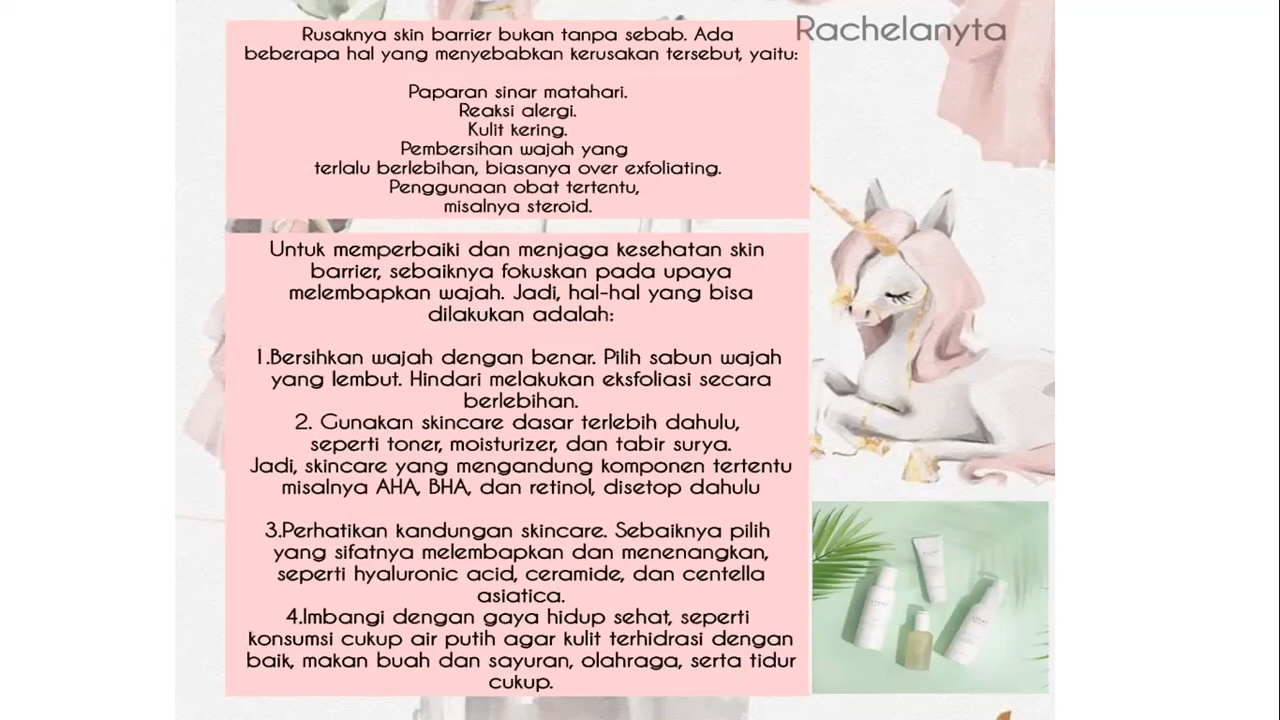 Rachelanyta
Rusaknya skin barrier bukan tanpa sebab. Ada
beberapa hal yang menyebabkan kerusakan tersebut, yaitu:
Paparan sinar matahari.
Reaksi alergi.
Kulit kering.
Pembersihan wajah yang
terlalu berlebihan, biasanya over exfoliating.
Penggunaan obat tertentu,
misalnya steroid.
Untuk memperbaiki dan menjaga kesehatan skin
barrier, sebaiknya fokuskan pada upaya
melembapkan wajah. Jadi, hal-hal yang bisa
dilakukan adalah:
1.Bersihkan wajah dengan benar. Pilih sabun wajah
yang lembut. Hindari melakukan eksfoliasi secara
berlebihan.
2. Gunakan skincare dasar terlebih dahulu,
seperti toner, moisturizer, dan tabir surya.
Jadi, skincare yang mengandung komponen tertentu
misalnya AHA, BHA, dan retinol, disetop dahulu
3.Perhatikan kandungan skincare. Sebaiknya pilih
yang sifatnya melembapkan dan menenangkan,
seperti hyaluronic acid, ceramide, dan centella
asiatica.
4.Imbangi dengan gaya hidup sehat, seperti
konsumsi cukup air putih agar kulit terhidrasi dengan
baik, makan buah dan sayuran, olahraga, serta tidur
cukup.